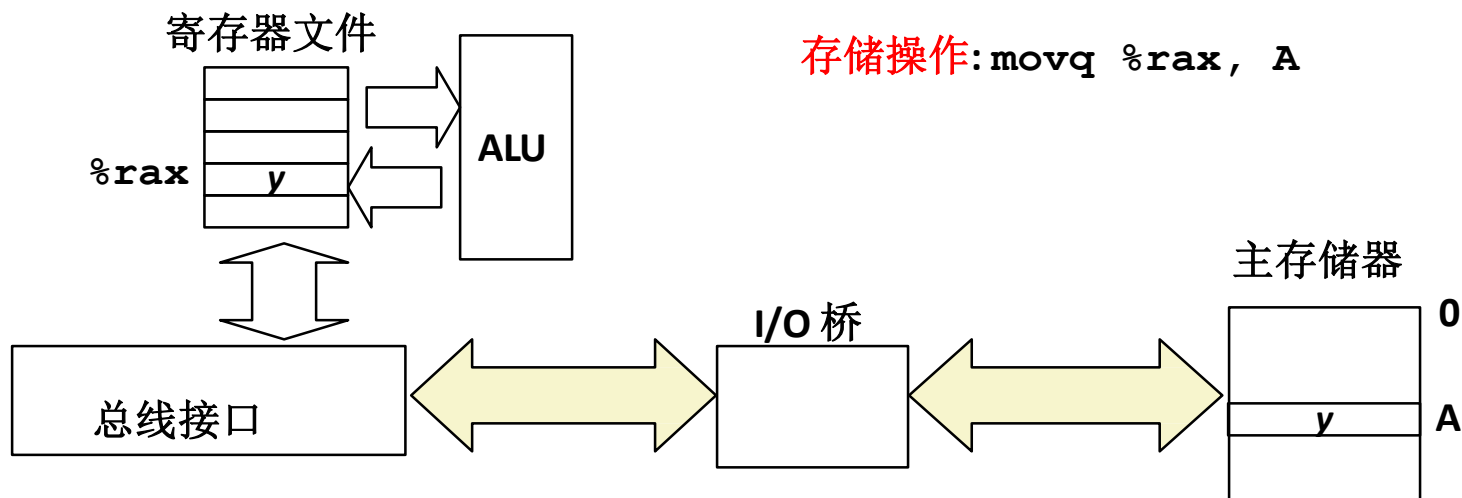 寄存器文件
存储操作: movq %rax, A
ALU
%rax
y
主存储器
0
I/O 桥
总线接口
y
A